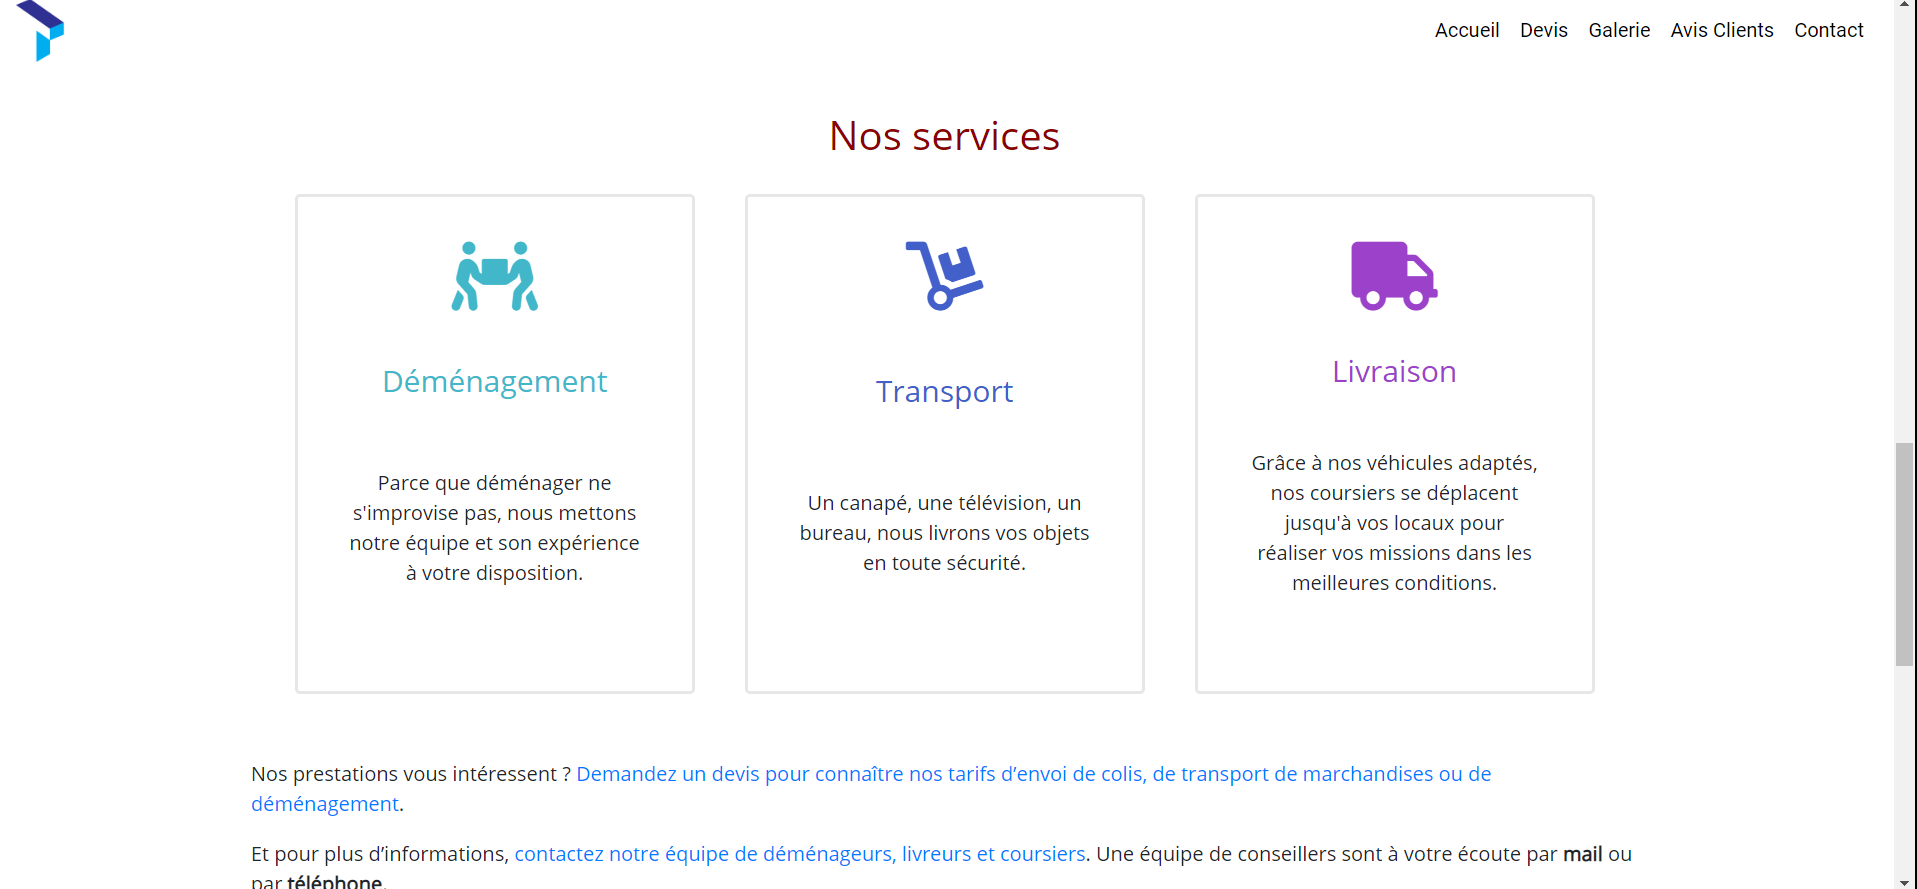 Accueil Devis Galerie Avis Clients Contact
Nos services
Déménagement
Parce que déménager ne
s'improvise pas, nous mettons
notre équipe et son expérience
à votre disposition.
Transport
Un canapé, une télévision, un
bureau, nous livrons vos objets
en toute sécurité.
Livraison
Grâce à nos véhicules adaptés,
nos coursiers se déplacent
jusqu'à vos locaux pour
réaliser vos missions dans les
meilleures conditions.
Nos prestations vous intéressent ? Demandez un devis pour connaître nos tarifs d’envoi de colis, de transport de marchandises ou de
déménagement.
Et pour plus d’informations, contactez notre équipe de déménageurs, livreurs et coursiers. Une équipe de conseillers sont à votre écoute par mail ou
par téléphone.